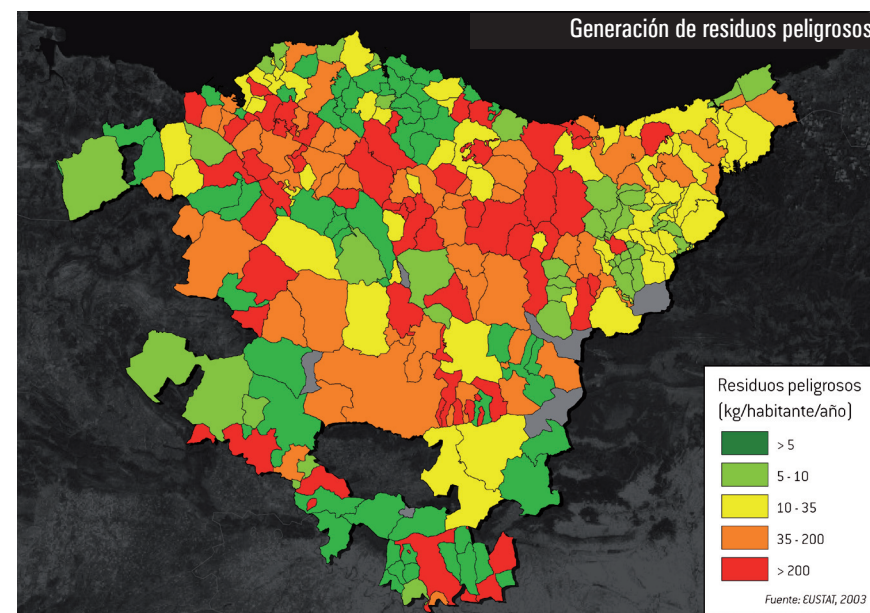 Generación de residuos peligrosos
Residuos peligrosos
(kg/habitante/año)
> 5
5 - 10
10 - 35
35 - 200
> 200
Fuente: EUSTAT, 2003